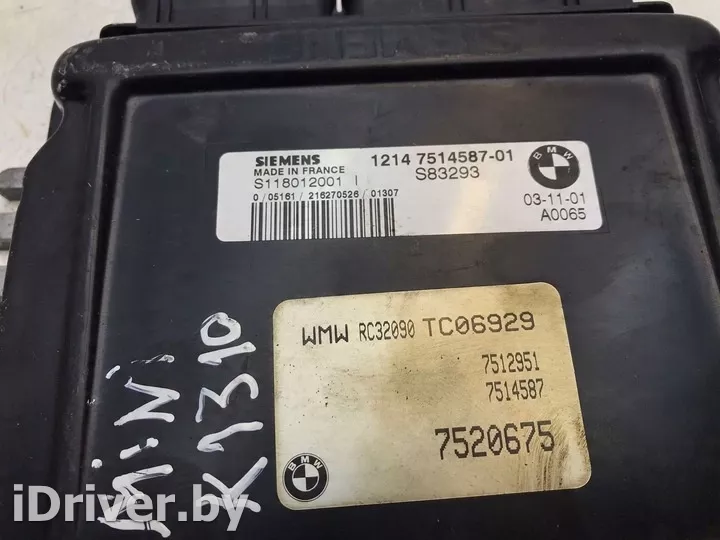 SIEMENS
SIEMENS 1214 7514587-01
MADE IN FRANCE
S118012001 I S83293
0 / 05161 / 216270526 / 01307
03-11-01
A0065
BMW
WMW RC32090 TC06929
7512951
7514587
7520675
BMW
Mini
K1310
iDriver.by